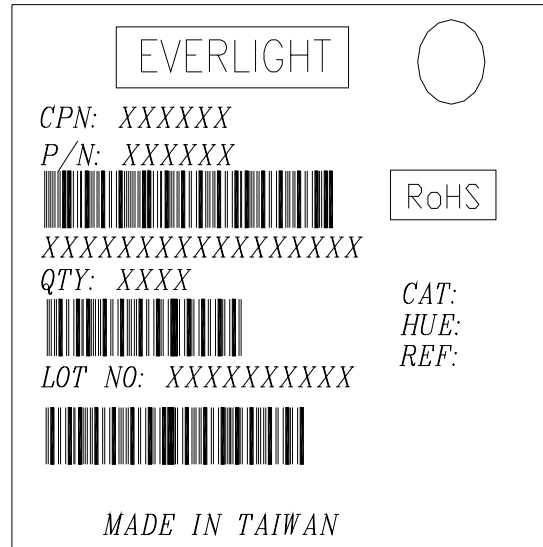 EVERLIGHT
CPN: XXXXXX
P/N: XXXXXX
RoHS
XXXXXXXXXXXXXXXXX
QTY: XXXX
CAT:
HUE:
REF:
LOT NO: XXXXXXXXXX
MADE IN TAIWAN